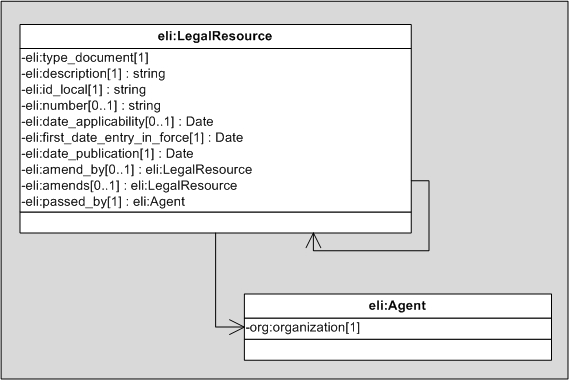 eli:LegalResource
-eli:type_document[1]
-eli:description[1] : string
-eli:id_local[1] : string
-eli:number[0..1] : string
-eli:date_applicability[0..1] : Date
-eli:first_date_entry_in_force[1] : Date
-eli:date_publication[1] : Date
-eli:amend_by[0..1] : eli:LegalResource
-eli:amends[0..1] : eli:LegalResource
-eli:passed_by[1] : eli:Agent
eli:Agent
-org:organization[1]